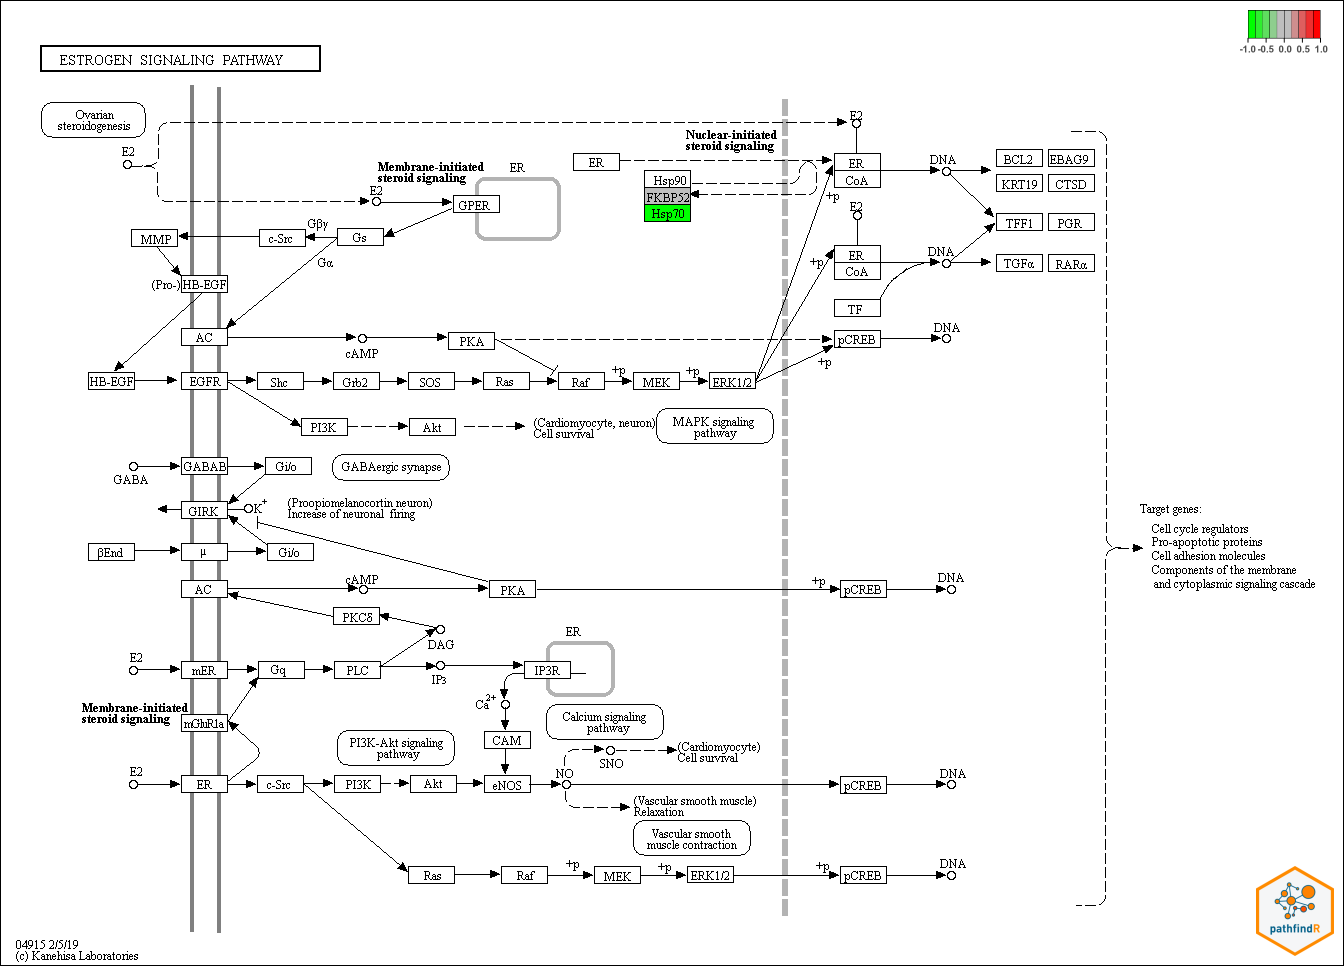 -1.0 -0.5 0.0 0.5 1.0
ESTROGEN SIGNALING PATHWAY
Ovarian
steroidogenesis
E2
Membrane-initiated
steroid signaling
E2
ER
GPER
Nuclear-initiated
steroid signaling
ER
Hsp90
FKBP52
Hsp70
E2
ER
CoA
DNA
BCL2
EBAG9
KRT19
CTSD
+p
E2
TFF1
PGR
MMP
c-Src
Gβγ
Gs
Gα
+p
ER
CoA
DNA
TGFα
RARα
(Pro-)
HB-EGF
TF
AC
cAMP
PKA
pCREB
DNA
+p
HB-EGF
EGFR
Shc
Grb2
SOS
Ras
Raf
+p
MEK
+p
ERK1/2
PI3K
Akt
(Cardiomyocyte, neuron)
Cell survival
MAPK signaling
pathway
GABA
GABAB
Gi/o
GABAergic synapse
GIRK
K+
(Propiomelanocortin neuron)
Increase of neuronal firing
βEnd
μ
Gi/o
Target genes:
Cell cycle regulators
Pro-apoptotic proteins
Cell adhesion molecules
Components of the membrane
and cytoplasmic signaling cascade
AC
cAMP
PKA
+p
pCREB
DNA
PKCδ
DAG
E2
mER
Gq
PLC
IP3
ER
IP3R
Ca2+
Membrane-initiated
steroid signaling
mGluR1a
CAM
Calcium signaling
pathway
PI3K-Akt signaling
pathway
SNO
(Cardiomyocyte)
Cell survival
E2
ER
c-Src
PI3K
Akt
eNOS
NO
pCREB
DNA
(Vascular smooth muscle)
Relaxation
Vascular smooth
muscle contraction
Ras
Raf
+p
MEK
+p
ERK1/2
+p
pCREB
DNA
pathfindR
04915 2/5/19
(c) Kanehisa Laboratories